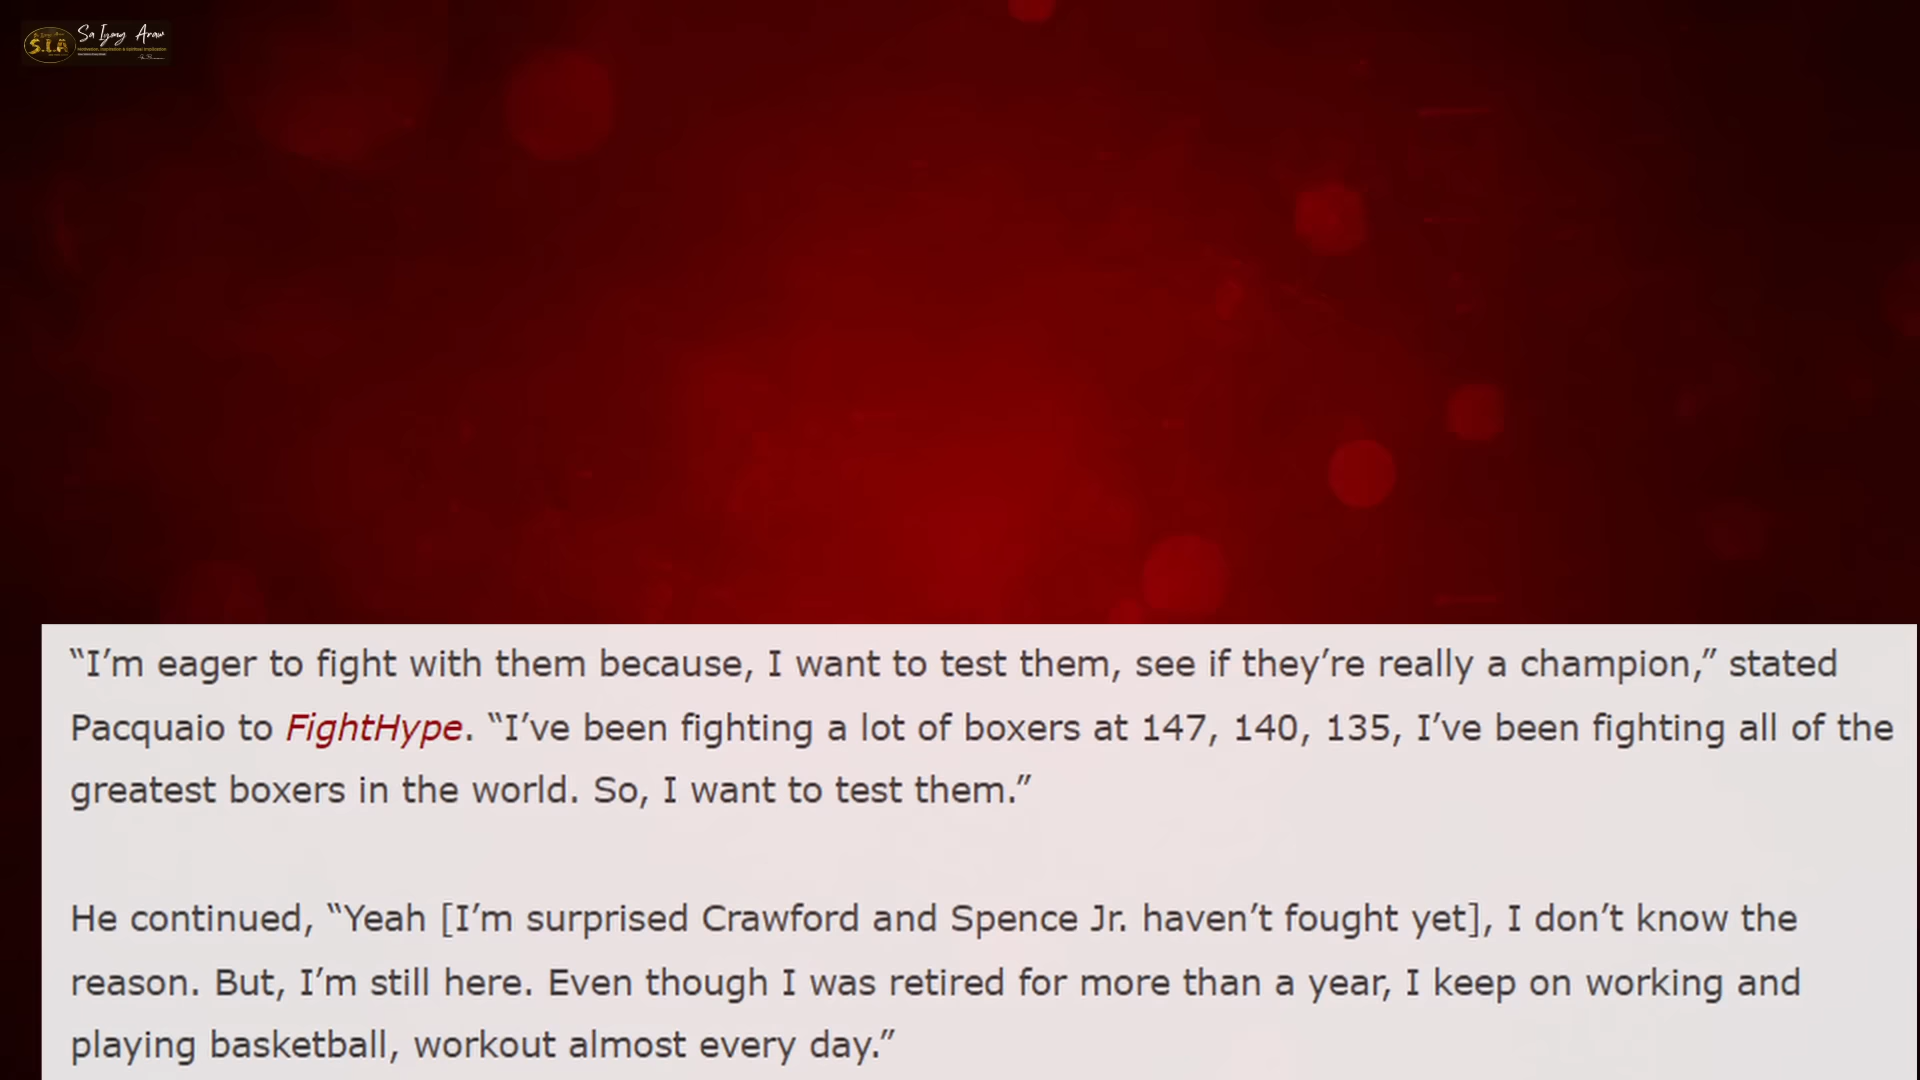 S.I.A
Sa Iyong Araw
“I’m eager to fight with them because, I want to test them, see if they’re really a champion,” stated
Pacquaio to FightHype. “I’ve been fighting a lot of boxers at 147, 140, 135, I’ve been fighting all of the
greatest boxers in the world. So, I want to test them.”
He continued, “Yeah [I’m surprised Crawford and Spence Jr. haven’t fought yet], I don’t know the
reason. But, I’m still here. Even though I was retired for more than a year, I keep on working and
playing basketball, workout almost every day.”